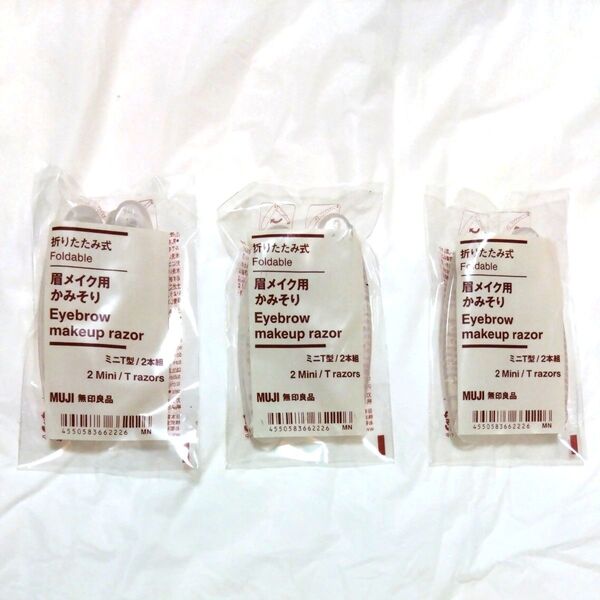 折りたたみ式
Foldable
眉メイク用
かみそり
Eyebrow
makeup razor
ミニT型/2本組
2 Mini/T razors
MUJI 無印良品
4550583662226 MN
折りたたみ式
Foldable
眉メイク用
かみそり
Eyebrow
makeup razor
ミニT型/2本組
2 Mini/T razors
MUJI 無印良品
4550583662226 MN
折りたたみ式
Foldable
眉メイク用
かみそり
Eyebrow
makeup razor
ミニT型/2本組
2 Mini/T razors
MUJI 無印良品
4550583662226 MN